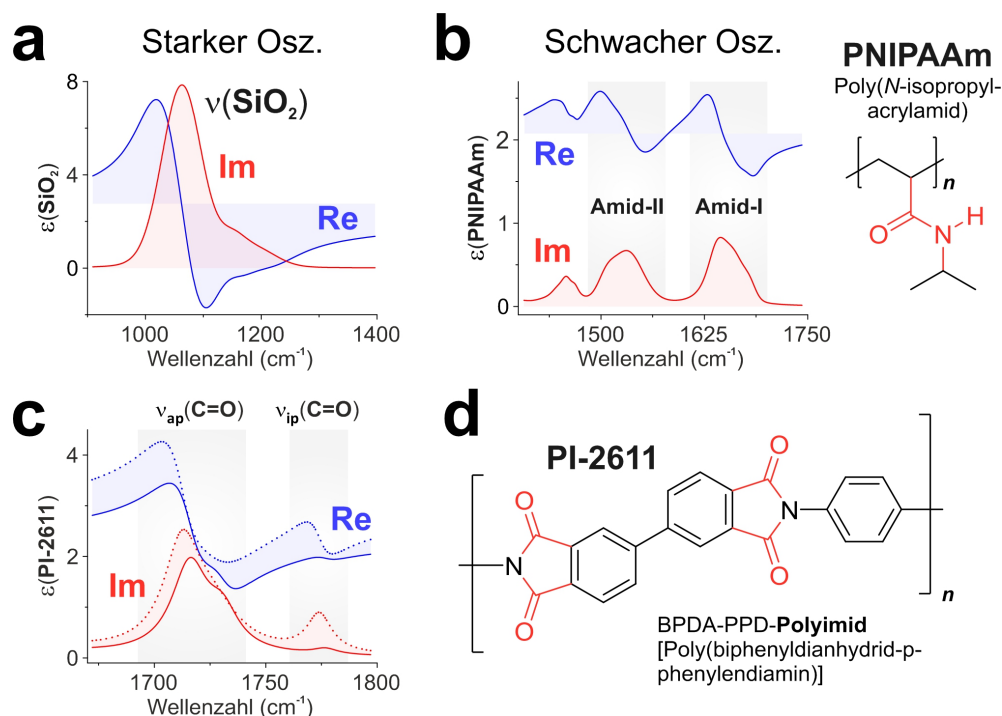 a
Starker Osz.
ε(SiO₂)
8
4
0
ν(SiO₂)
Im
Re
1000
1200
1400
Wellenzahl (cm⁻¹)
b
Schwacher Osz.
ε(PNIPAAm)
2
1
0
Re
Amid-II
Amid-I
Im
1500
1625
1750
Wellenzahl (cm⁻¹)
PNIPAAm
Poly(N-isopropyl-
acrylamid)
n
O
N
H
c
νap(C=O)
νip(C=O)
ε(PI-2611)
4
2
0
Re
Im
1700
1750
1800
Wellenzahl (cm⁻¹)
d
PI-2611
O
O
N
N
O
O
n
BPDA-PPD-Polyimid
[Poly(biphenyldianhydrid-p-
phenylendiamin)]